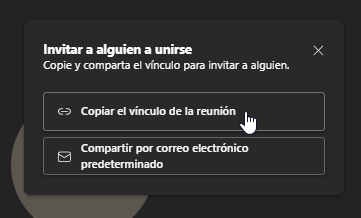 Invitar a alguien a unirse
Copie y comparta el vínculo para invitar a alguien.
Copiar el vínculo de la reunión
Compartir por correo electrónico
predeterminado